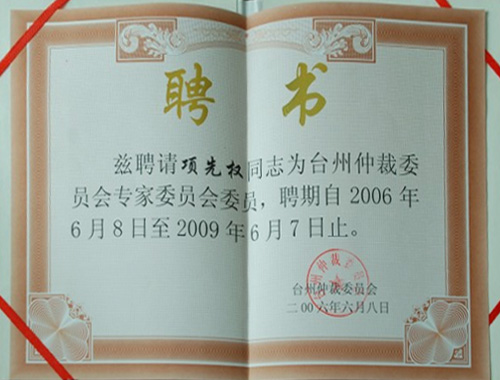 聘 书
兹聘请项先权同志为台州仲裁委
员会专家委员会委员，聘期自2006年
6月8日至2009年6月7日止。
台州仲裁委员会
二00六年六月八日